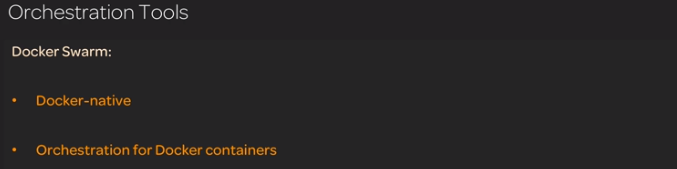 Orchestration Tools
Docker Swarm:
• Docker-native
• Orchestration for Docker containers